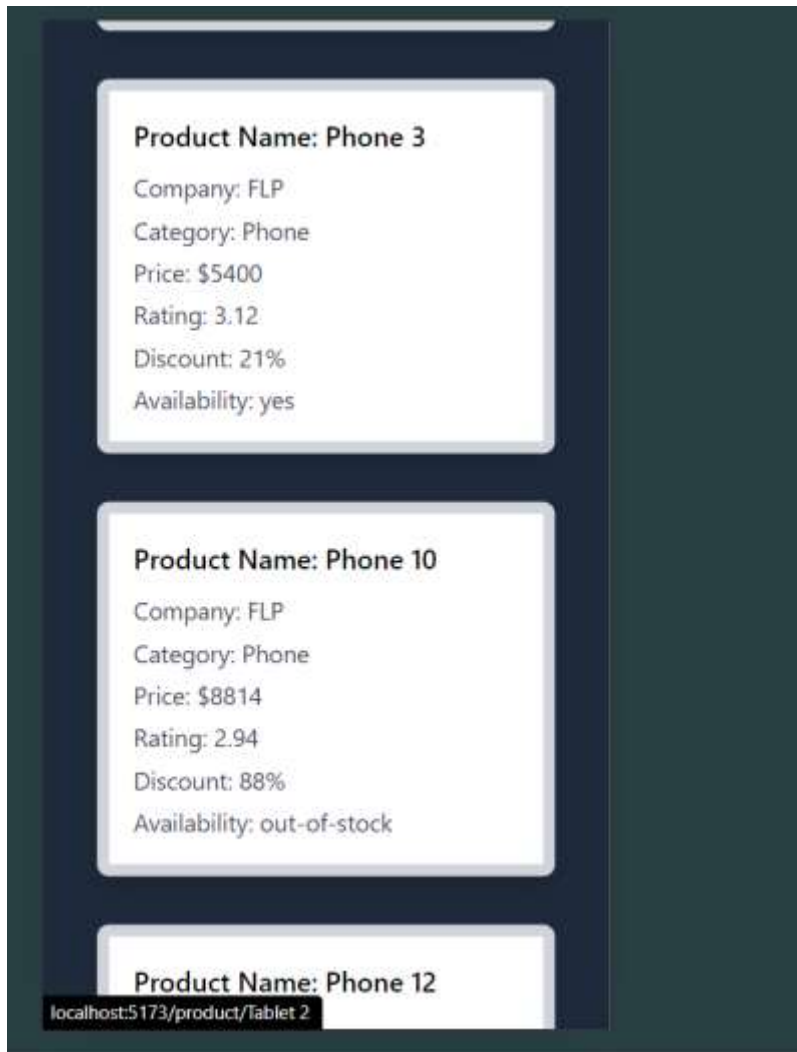 Product Name: Phone 3
Company: FLP
Category: Phone
Price: $5400
Rating: 3.12
Discount: 21%
Availability: yes
Product Name: Phone 10
Company: FLP
Category: Phone
Price: $8814
Rating: 2.94
Discount: 88%
Availability: out-of-stock
Product Name: Phone 12
localhost:5173/product/Tablet 2